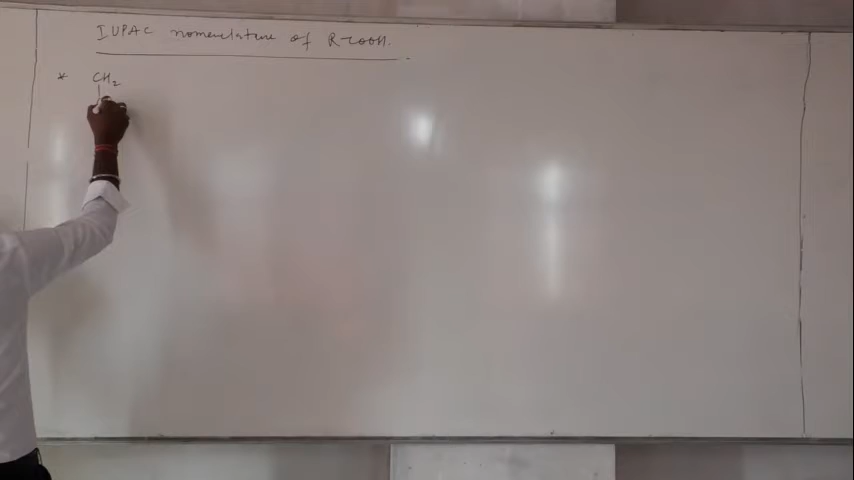 IUPAC nomenclature of R-COOH.
* CH₂